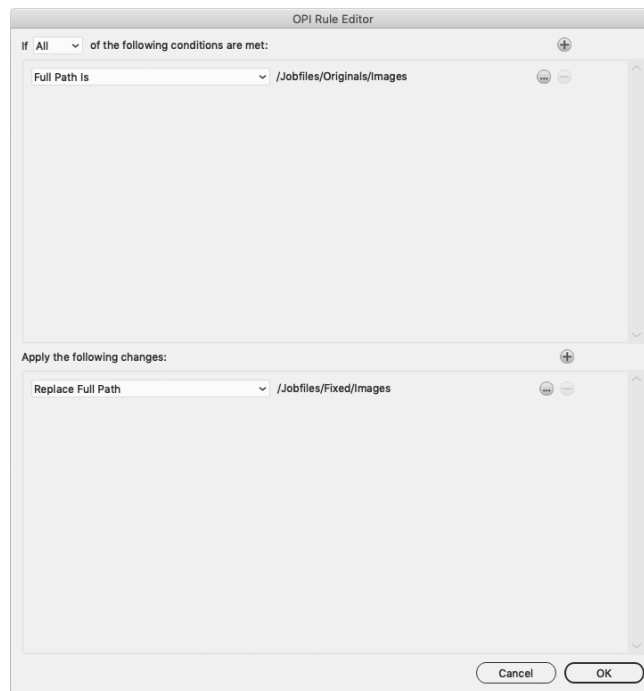 OPI Rule Editor
If All of the following conditions are met:
Full Path Is /Jobfiles/Originals/Images
Apply the following changes:
Replace Full Path /Jobfiles/Fixed/Images
Cancel OK